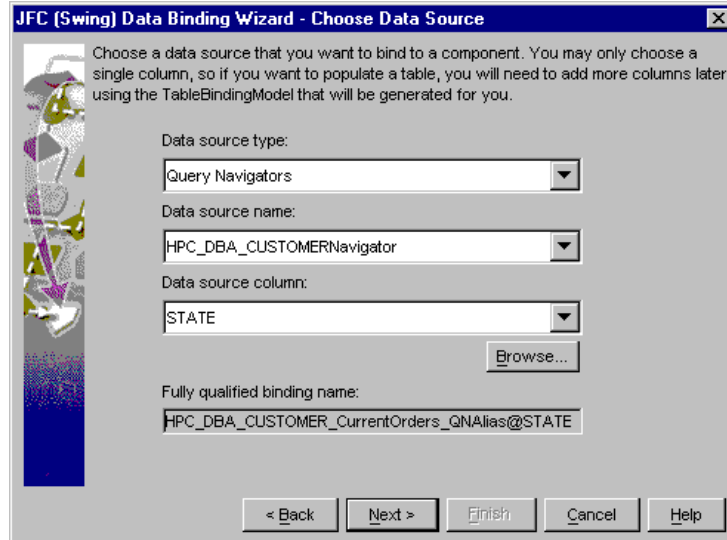 JFC (Swing) Data Binding Wizard - Choose Data Source
Choose a data source that you want to bind to a component. You may only choose a
single column, so if you want to populate a table, you will need to add more columns later
using the TableBindingModel that will be generated for you.
Data source type:
Query Navigators
Data source name:
HPC_DBA_CUSTOMERNavigator
Data source column:
STATE
Browse...
Fully qualified binding name:
HPC_DBA_CUSTOMER_CurrentOrders_QNAlias@STATE
< Back Next > Finish Cancel Help